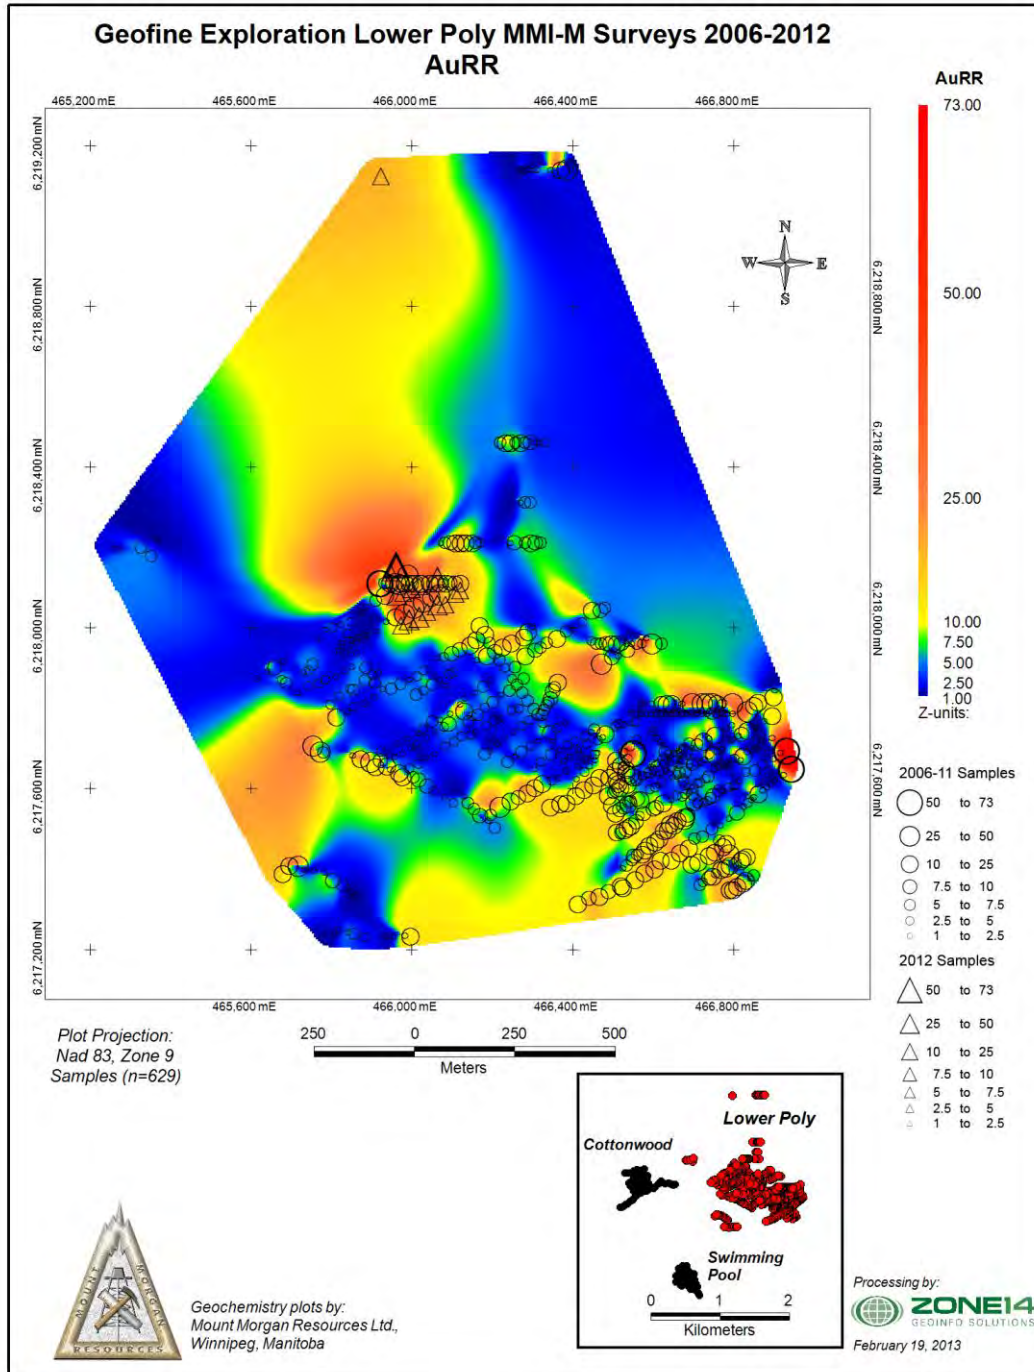 Geofine Exploration Lower Poly MMI-M Surveys 2006-2012
AuRR
465,200 mE 465,600 mE 466,000 mE 466,400 mE 466,800 mE
AuRR
73.00
50.00
25.00
10.00
7.50
5.00
2.50
1.00
Z-units:
6,219,200 mN
6,218,800 mN
6,218,400 mN
6,218,000 mN
6,217,600 mN
6,217,200 mN
N
W E
S
6,218,800 mN
6,218,400 mN
6,218,000 mN
6,217,600 mN
2006-11 Samples
50 to 73
25 to 50
10 to 25
7.5 to 10
5 to 7.5
2.5 to 5
1 to 2.5
2012 Samples
50 to 73
25 to 50
10 to 25
7.5 to 10
5 to 7.5
2.5 to 5
1 to 2.5
465,600 mE 466,000 mE 466,400 mE 466,800 mE
Plot Projection:
Nad 83, Zone 9
Samples (n=629)
250 0 250 500
Meters
Lower Poly
Cottonwood
Swimming
Pool
0 1 2
Kilometers
MOUNT MORGAN
RESOURCES
Geochemistry plots by:
Mount Morgan Resources Ltd.,
Winnipeg, Manitoba
Processing by:
ZONE14
GEOINFO SOLUTIONS
February 19, 2013